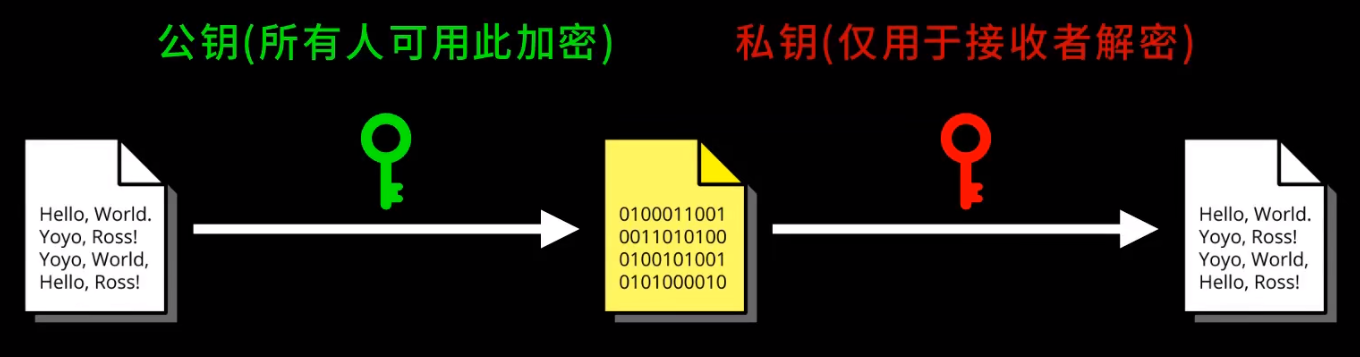 公钥(所有人可用此加密)
私钥(仅用于接收者解密)
Hello, World.
Yoyo, Ross!
Yoyo, World,
Hello, Ross!
0100011001
0011010100
0100101001
0101000010
Hello, World.
Yoyo, Ross!
Yoyo, World,
Hello, Ross!